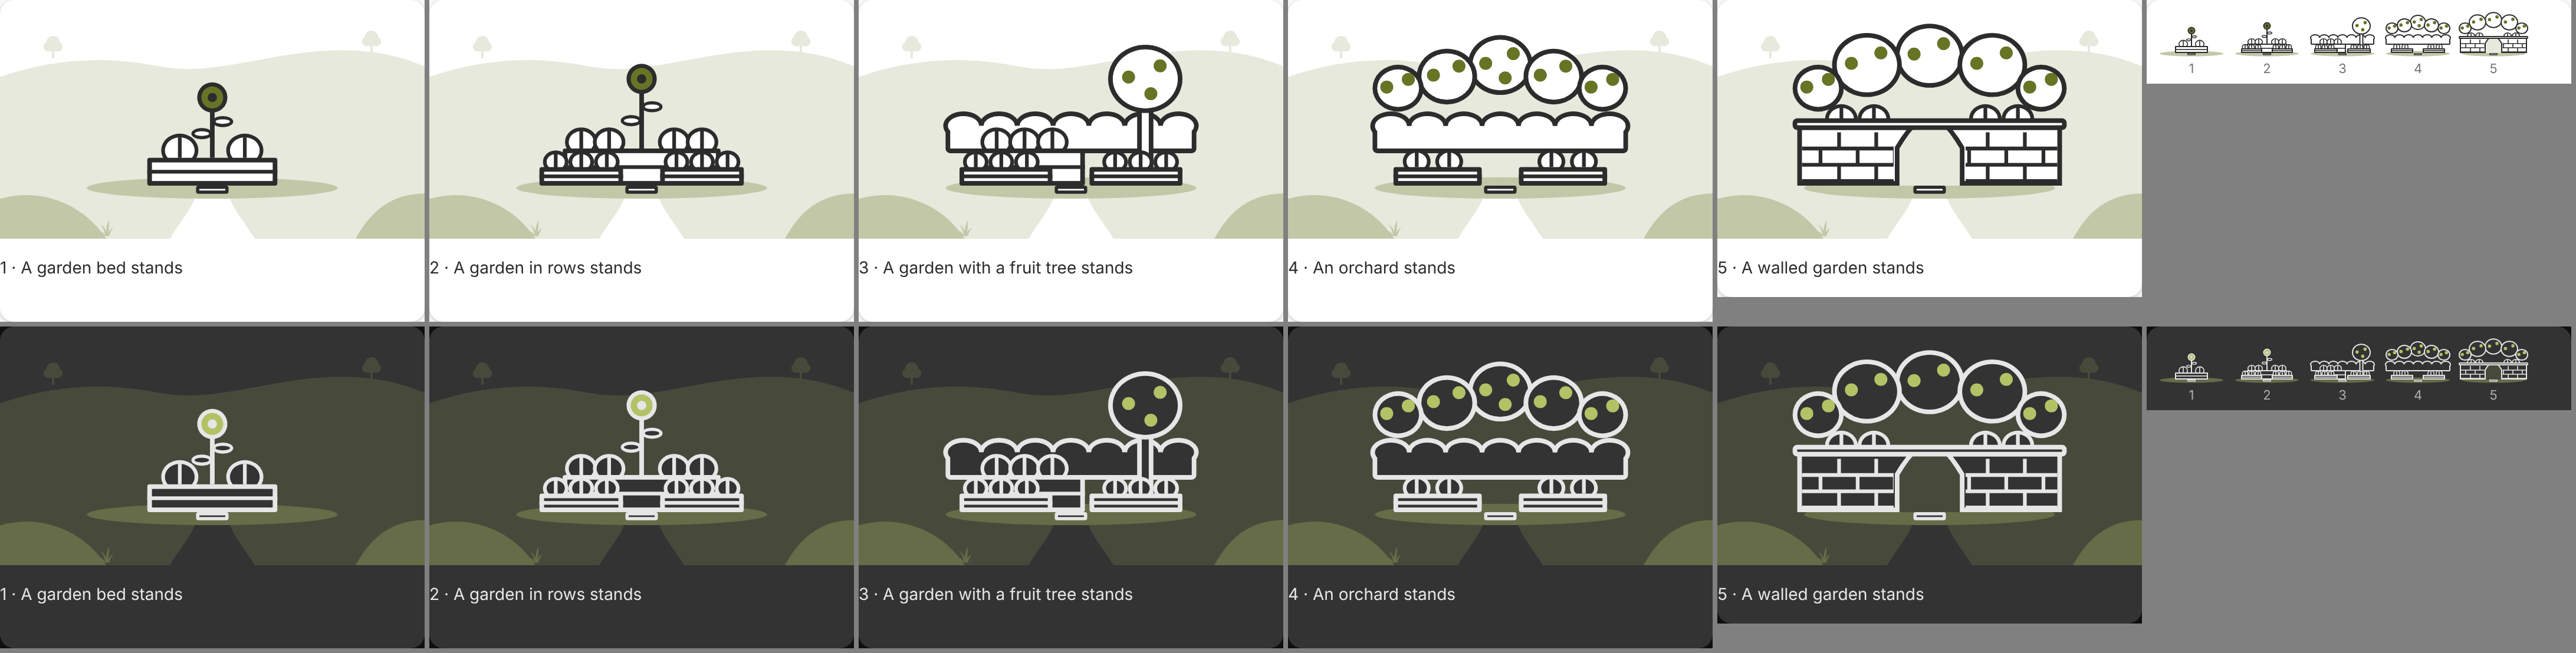 1 · A garden bed stands
2 · A garden in rows stands
3 · A garden with a fruit tree stands
4 · An orchard stands
5 · A walled garden stands
1 2 3 4 5
1 · A garden bed stands
2 · A garden in rows stands
3 · A garden with a fruit tree stands
4 · An orchard stands
5 · A walled garden stands
1 2 3 4 5